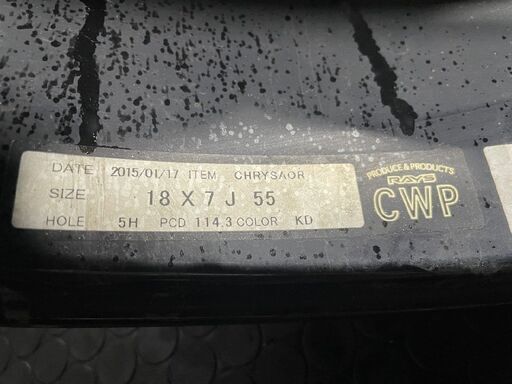 DATE 2015/01/17 ITEM CHRYSAOR
SIZE 18 X 7 J 55
HOLE 5H PCD 114.3 COLOR KD
PRODUCE & PRODUCTS
RAYS
CWP